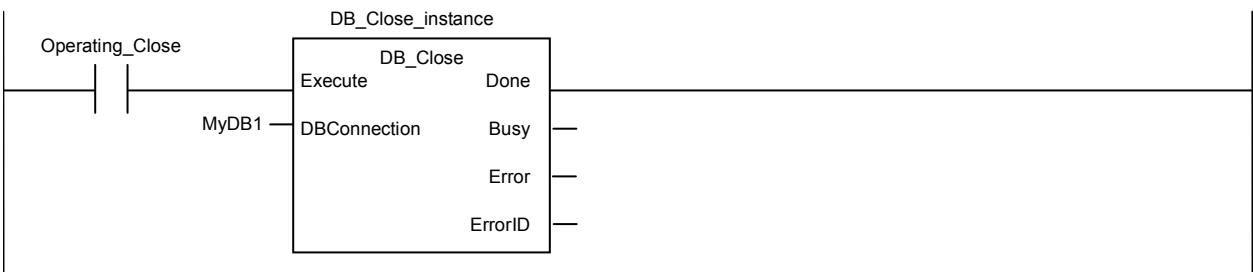 DB_Close_instance
Operating_Close
DB_Close
Execute Done
MyDB1 DBConnection Busy
Error
ErrorID